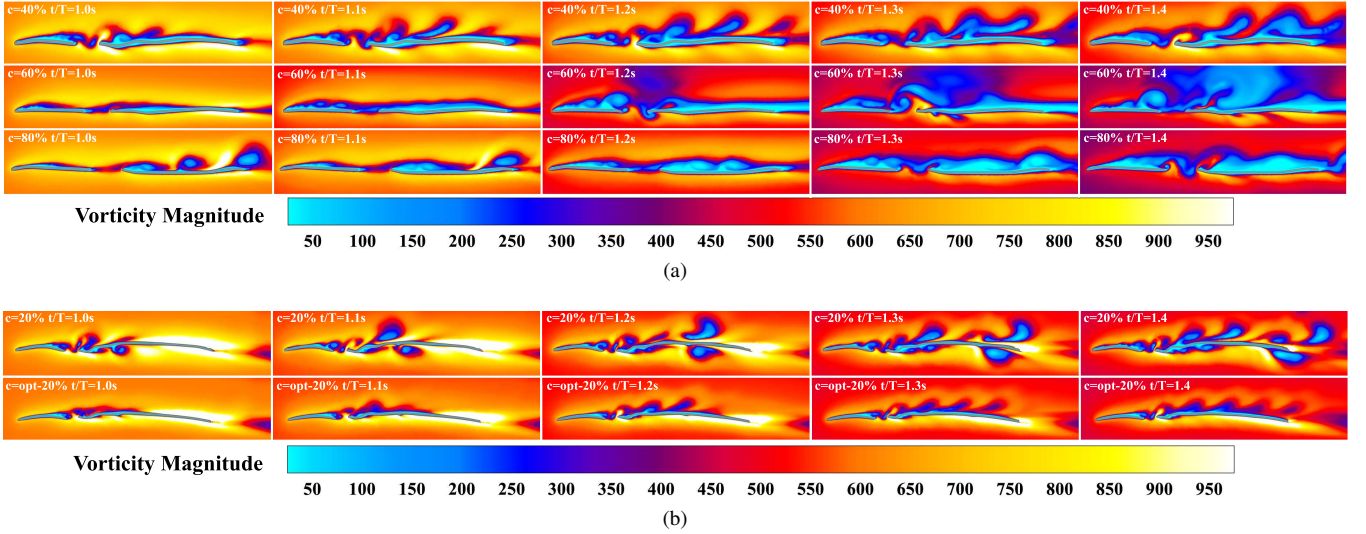 c=40% t/T=1.0s c=40% t/T=1.1s c=40% t/T=1.2s c=40% t/T=1.3s c=40% t/T=1.4
c=60% t/T=1.0s c=60% t/T=1.1s c=60% t/T=1.2s c=60% t/T=1.3s c=60% t/T=1.4
c=80% t/T=1.0s c=80% t/T=1.1s c=80% t/T=1.2s c=80% t/T=1.3s c=80% t/T=1.4
Vorticity Magnitude
50 100 150 200 250 300 350 400 450 500 550 600 650 700 750 800 850 900 950
(a)
c=20% t/T=1.0s c=20% t/T=1.1s c=20% t/T=1.2s c=20% t/T=1.3s c=20% t/T=1.4
c=opt-20% t/T=1.0s c=opt-20% t/T=1.1s c=opt-20% t/T=1.2s c=opt-20% t/T=1.3s c=opt-20% t/T=1.4
Vorticity Magnitude
50 100 150 200 250 300 350 400 450 500 550 600 650 700 750 800 850 900 950
(b)